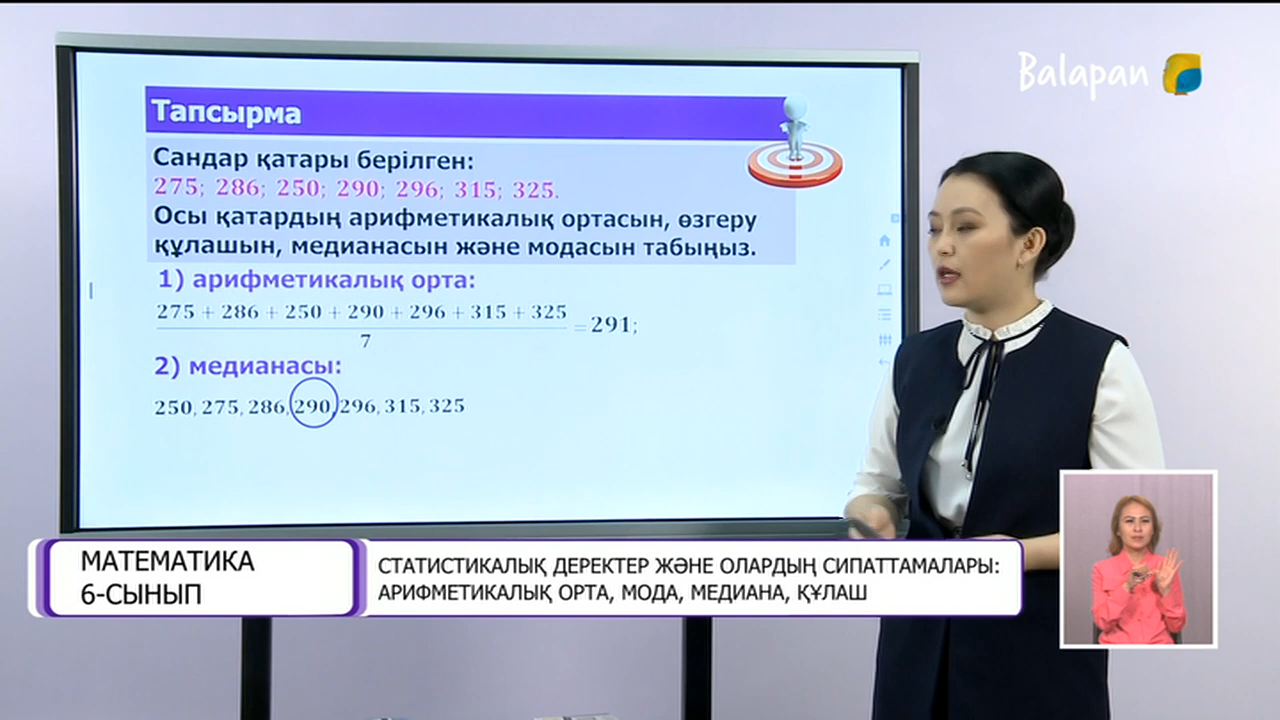 Balapan
Тапсырма
Сандар қатары берілген:
275; 286; 250; 290; 296; 315; 325.
Осы қатардың арифметикалық ортасын, өзгеру
құлашын, медианасын және модасын табыңыз.
1) арифметикалық орта:
275 + 286 + 250 + 290 + 296 + 315 + 325
7
= 291;
2) медианасы:
250, 275, 286, 290, 296, 315, 325
МАТЕМАТИКА
6-СЫНЫП
СТАТИСТИКАЛЫҚ ДЕРЕКТЕР ЖӘНЕ ОЛАРДЫҢ СИПАТТАМАЛАРЫ:
АРИФМЕТИКАЛЫҚ ОРТА, МОДА, МЕДИАНА, ҚҰЛАШ